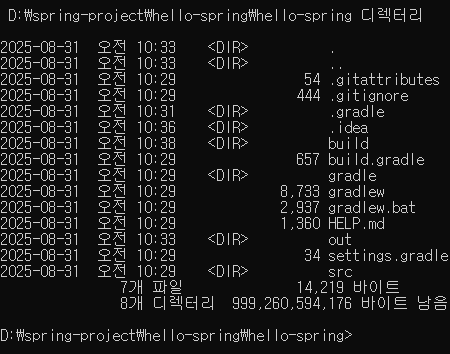 D:\spring-project\hello-spring\hello-spring 디렉터리
2025-08-31 오전 10:33 <DIR> .
2025-08-31 오전 10:33 <DIR> ..
2025-08-31 오전 10:29 54 .gitattributes
2025-08-31 오전 10:29 444 .gitignore
2025-08-31 오전 10:31 <DIR> .gradle
2025-08-31 오전 10:36 <DIR> .idea
2025-08-31 오전 10:38 <DIR> build
2025-08-31 오전 10:29 657 build.gradle
2025-08-31 오전 10:29 <DIR> gradle
2025-08-31 오전 10:29 8,733 gradlew
2025-08-31 오전 10:29 2,937 gradlew.bat
2025-08-31 오전 10:29 1,360 HELP.md
2025-08-31 오전 10:33 <DIR> out
2025-08-31 오전 10:29 34 settings.gradle
2025-08-31 오전 10:29 <DIR> src
7개 파일 14,219 바이트
8개 디렉터리 999,260,594,176 바이트 남음
D:\spring-project\hello-spring\hello-spring>